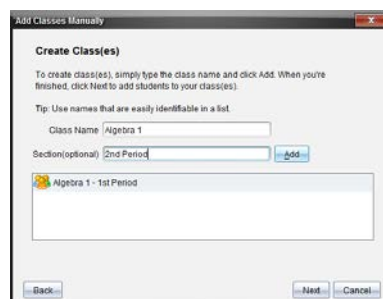 Add Classes Manually
Create Class(es)
To create class(es), simply type the class name and click Add. When you're
finished, click Next to add students to your class(es).
Tip: Use names that are easily identifiable in a list.
Class Name Algebra 1
Section(optional) 2nd Period Add
Algebra 1 - 1st Period
Back Next Cancel